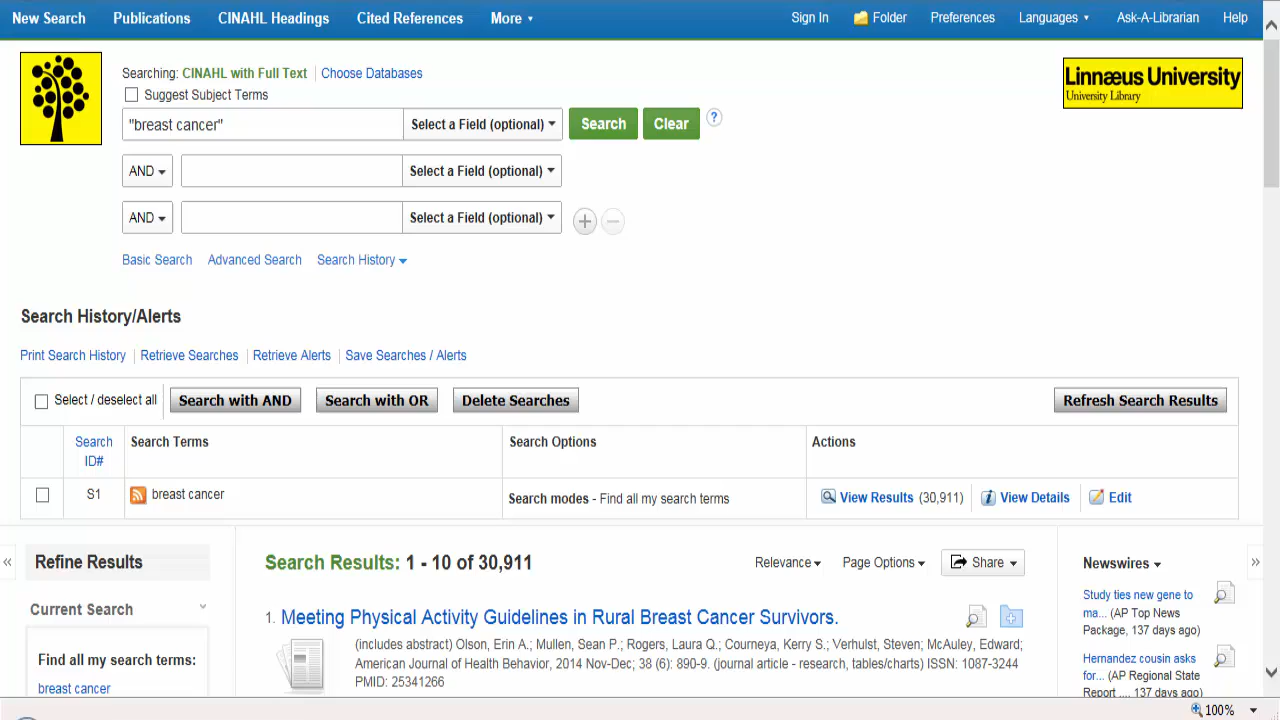 New Search Publications CINAHL Headings Cited References More Sign In Folder Preferences Languages Ask-A-Librarian Help
Searching: CINAHL with Full Text Choose Databases
Suggest Subject Terms
"breast cancer" Select a Field (optional) Search Clear ?
AND Select a Field (optional)
AND Select a Field (optional)
Basic Search Advanced Search Search History
Linnæus University
University Library
Search History/Alerts
Print Search History Retrieve Searches Retrieve Alerts Save Searches / Alerts
Select / deselect all Search with AND Search with OR Delete Searches Refresh Search Results
Search ID# Search Terms Search Options Actions
S1 breast cancer Search modes - Find all my search terms View Results (30,911) View Details Edit
« Refine Results
Current Search
Find all my search terms:
breast cancer
Search Results: 1 - 10 of 30,911 Relevance Page Options Share
1. Meeting Physical Activity Guidelines in Rural Breast Cancer Survivors.
(includes abstract) Olson, Erin A.; Mullen, Sean P.; Rogers, Laura Q.; Courneya, Kerry S.; Verhulst, Steven; McAuley, Edward;
American Journal of Health Behavior, 2014 Nov-Dec; 38 (6): 890-9. (journal article - research, tables/charts) ISSN: 1087-3244
PMID: 25341266
Newswires »
Study ties new gene to
ma... (AP Top News
Package, 137 days ago)
Hernandez cousin asks
for... (AP Regional State
Report ..., 137 days ago)
100%